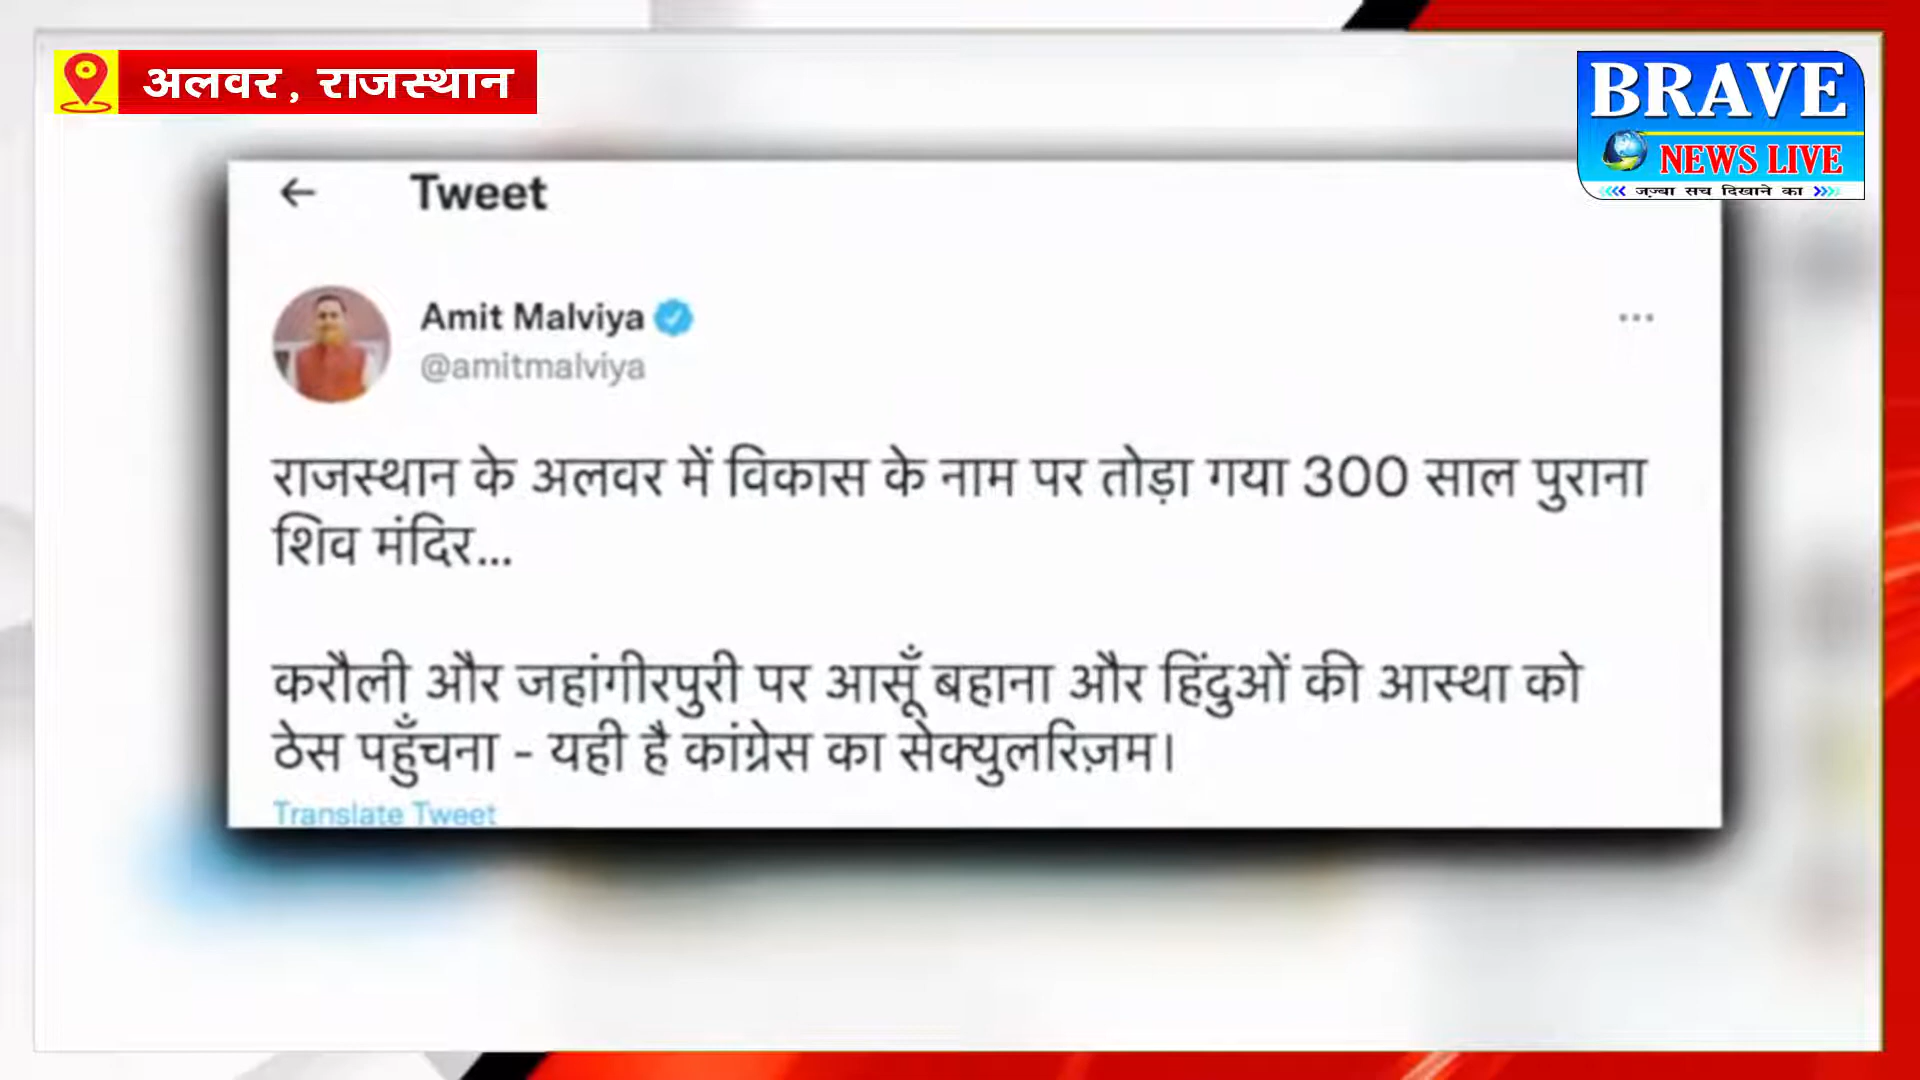 अलवर, राजस्थान
BRAVE
NEWS LIVE
जज़्बा सच दिखाने का
Tweet
Amit Malviya
@amitmalviya
राजस्थान के अलवर में विकास के नाम पर तोड़ा गया 300 साल पुराना
शिव मंदिर...
करौली और जहांगीरपुरी पर आसूँ बहाना और हिंदुओं की आस्था को
ठेस पहुँचना - यही है कांग्रेस का सेक्युलरिज़म।
Translate Tweet